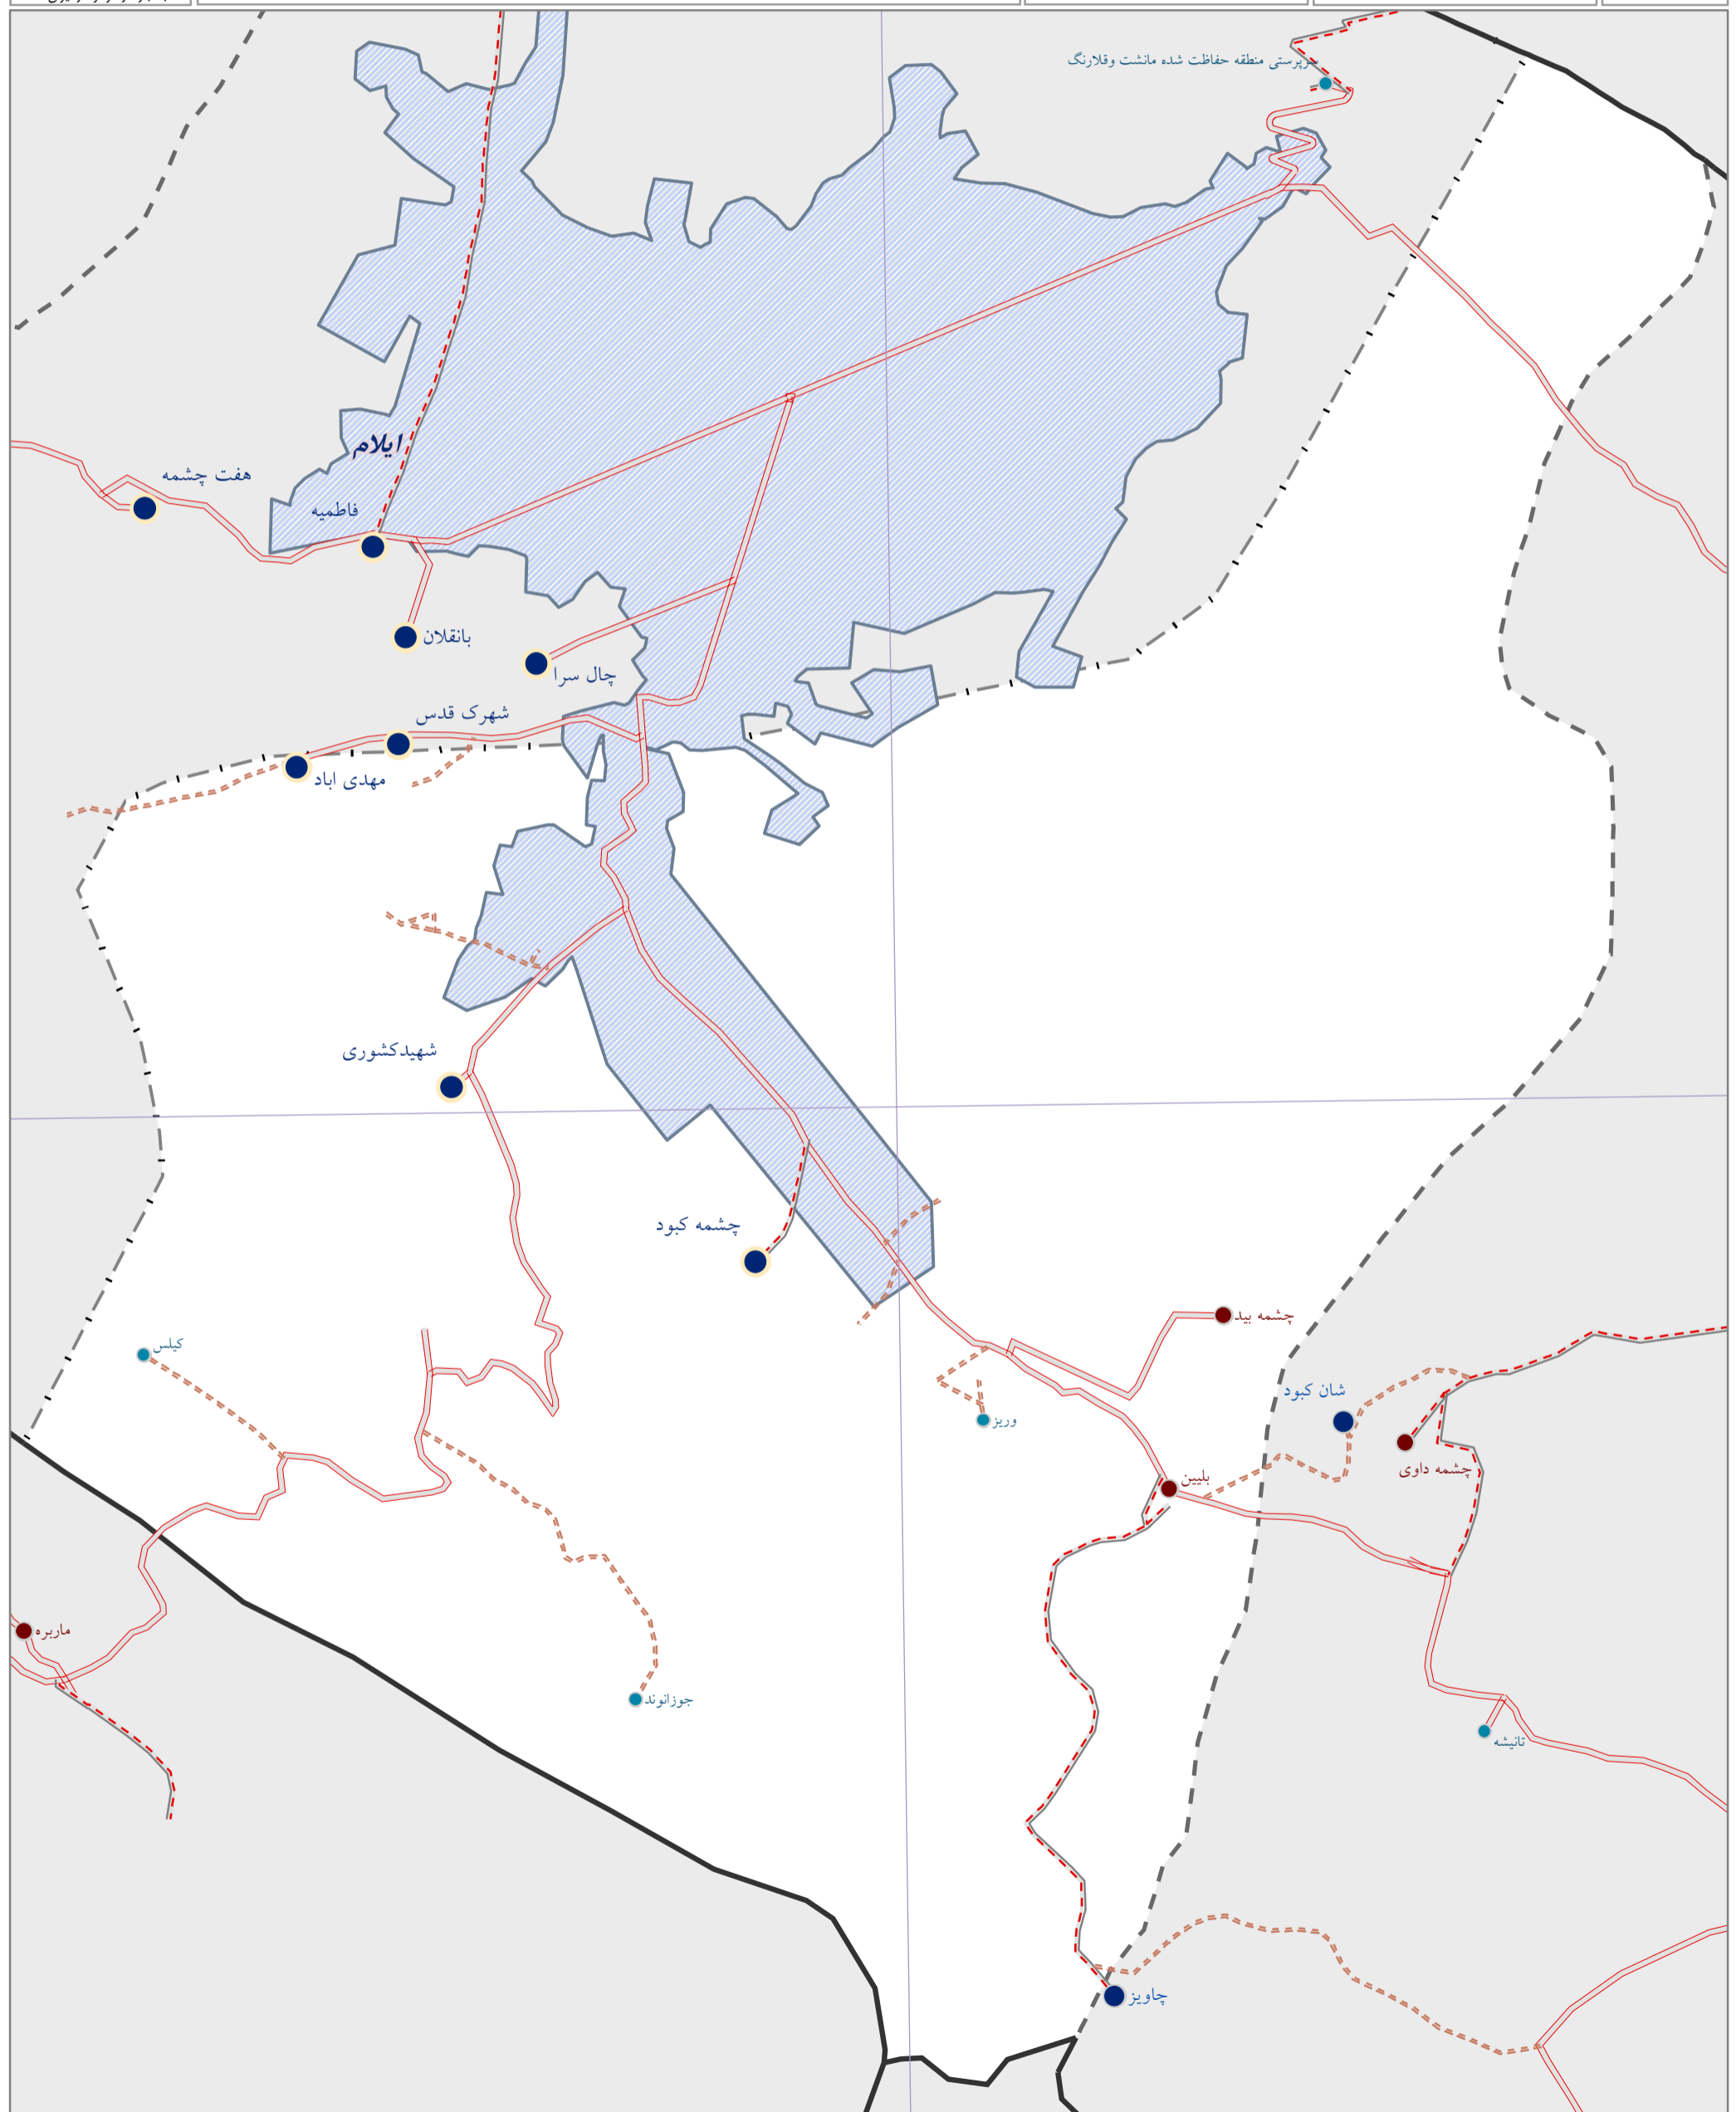 سرپرستی منطقه حفاظت شده مانشت وقلارنگ
ایلام
هفت چشمه
فاطمیه
بانقلان
چال سرا
شهرک قدس
مهدی اباد
شهیدکشوری
چشمه کبود
چشمه بید
کیلس
شان کبود
وریز
چشمه داوی
بلیین
ماربره
جوزانوند
تانیشه
چاویز